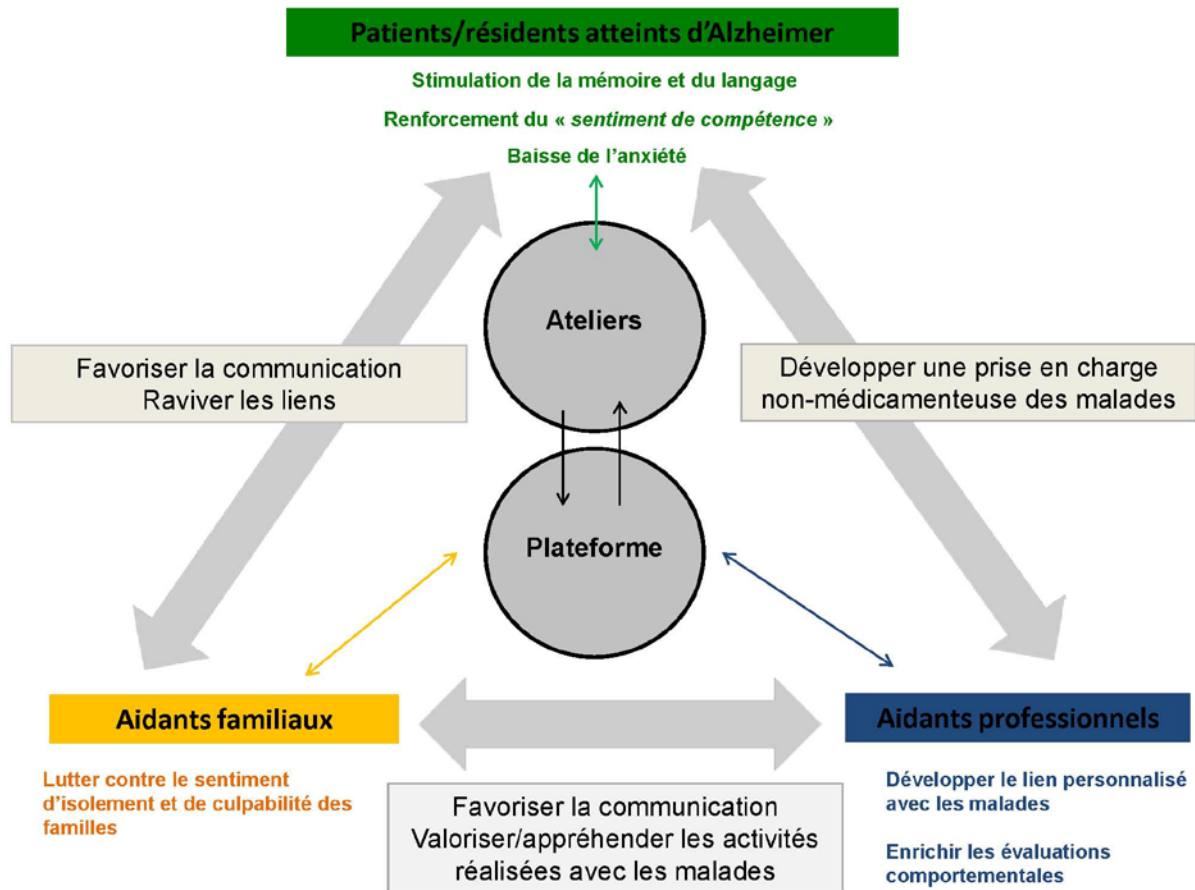 Patients/résidents atteints d'Alzheimer
Stimulation de la mémoire et du langage
Renforcement du « sentiment de compétence »
Baisse de l'anxiété
Ateliers
Favoriser la communication
Raviver les liens
Développer une prise en charge
non-médicamenteuse des malades
Plateforme
Aidants familiaux
Aidants professionnels
Lutter contre le sentiment
d'isolement et de culpabilité des
familles
Favoriser la communication
Valoriser/appréhender les activités
réalisées avec les malades
Développer le lien personnalisé
avec les malades
Enrichir les évaluations
comportementales